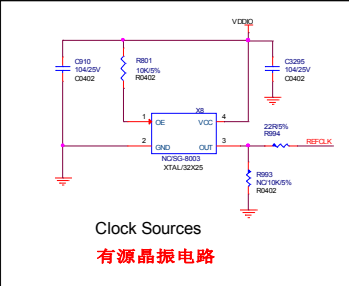 VDDIO
C910
104/25V
C0402
R801
10K/5%
R0402
C3295
104/25V
C0402
X8
1 OE VCC 4
2 GND OUT 3
NC/SG-8003
XTAL/32X25
22R/5%
R994
REFCLK
R993
NC/10K/5%
R0402
Clock Sources
有源晶振电路